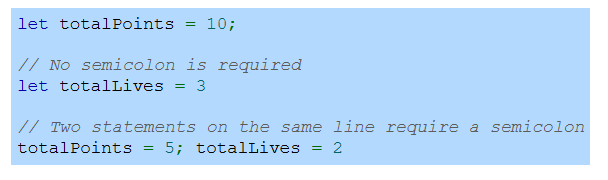 let totalPoints = 10;
// No semicolon is required
let totalLives = 3
// Two statements on the same line require a semicolon
totalPoints = 5; totalLives = 2